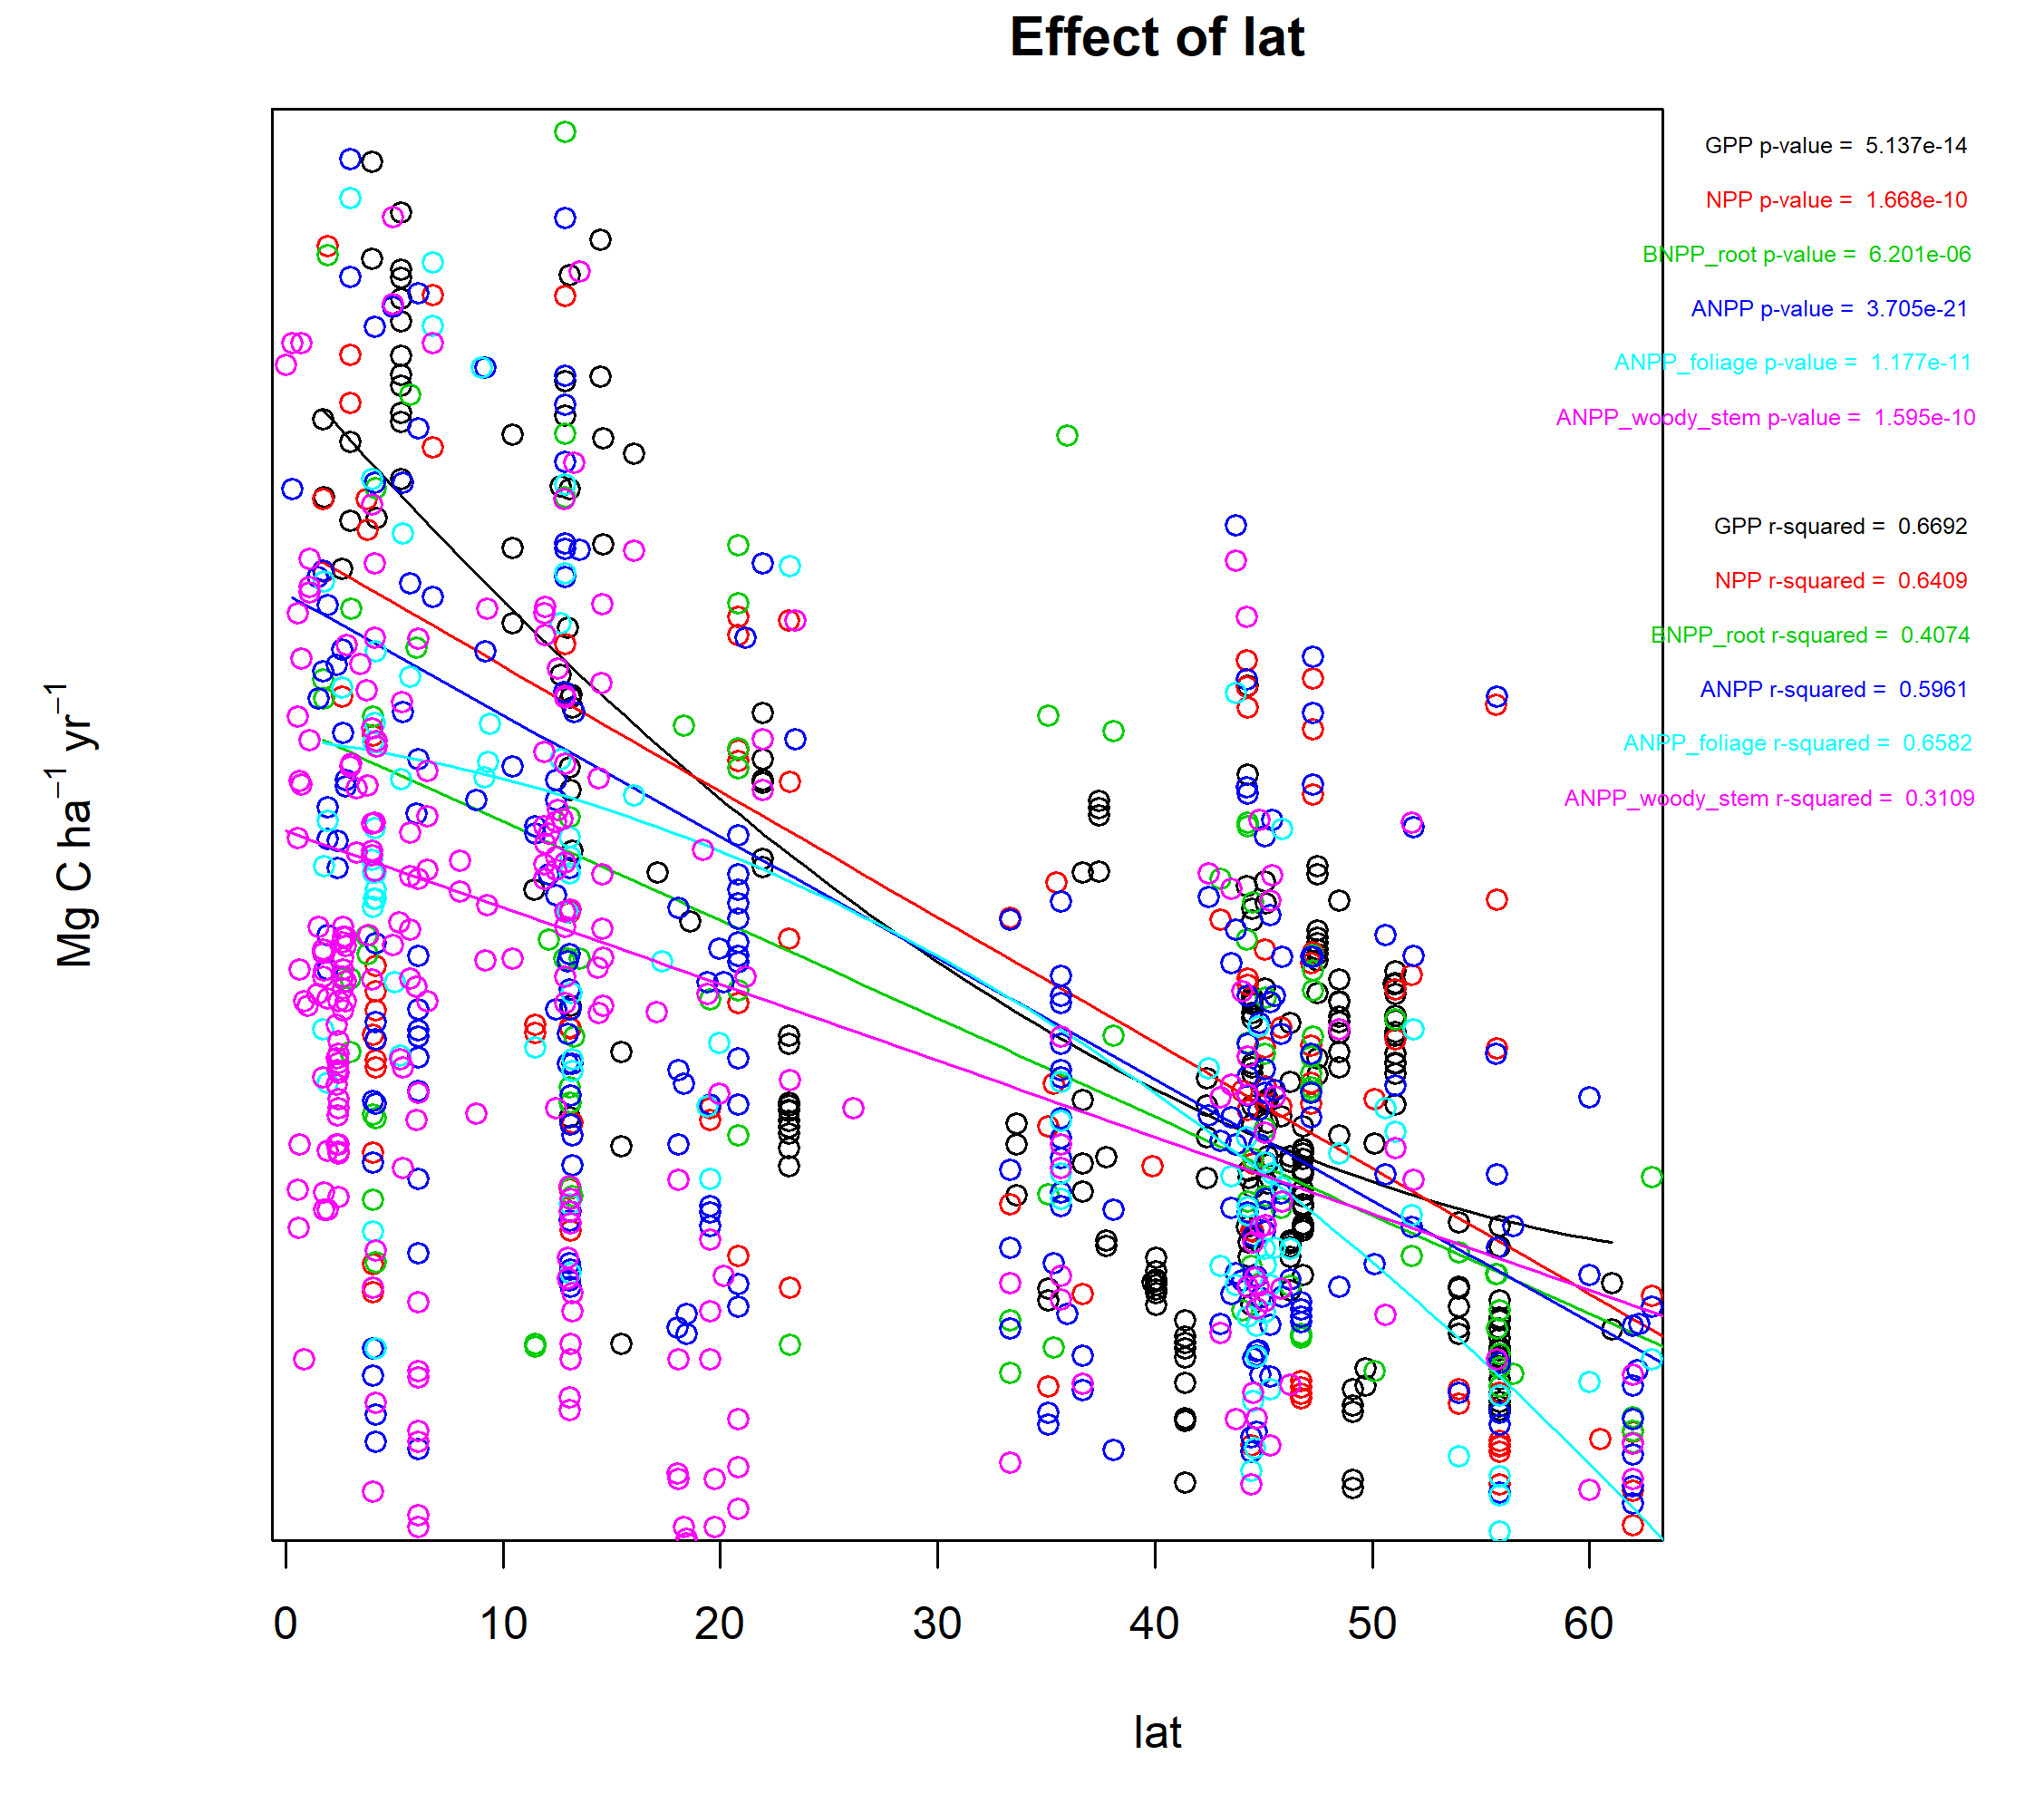 Effect of lat
GPP p-value = 5.137e-14
NPP p-value = 1.668e-10
BNPP_root p-value = 6.201e-06
ANPP p-value = 3.705e-21
ANPP_foliage p-value = 1.177e-11
ANPP_woody_stem p-value = 1.595e-10
GPP r-squared = 0.6692
NPP r-squared = 0.6409
BNPP_root r-squared = 0.4074
ANPP r-squared = 0.5961
ANPP_foliage r-squared = 0.6582
ANPP_woody_stem r-squared = 0.3109
Mg C ha⁻¹ yr⁻¹
0 10 20 30 40 50 60
lat